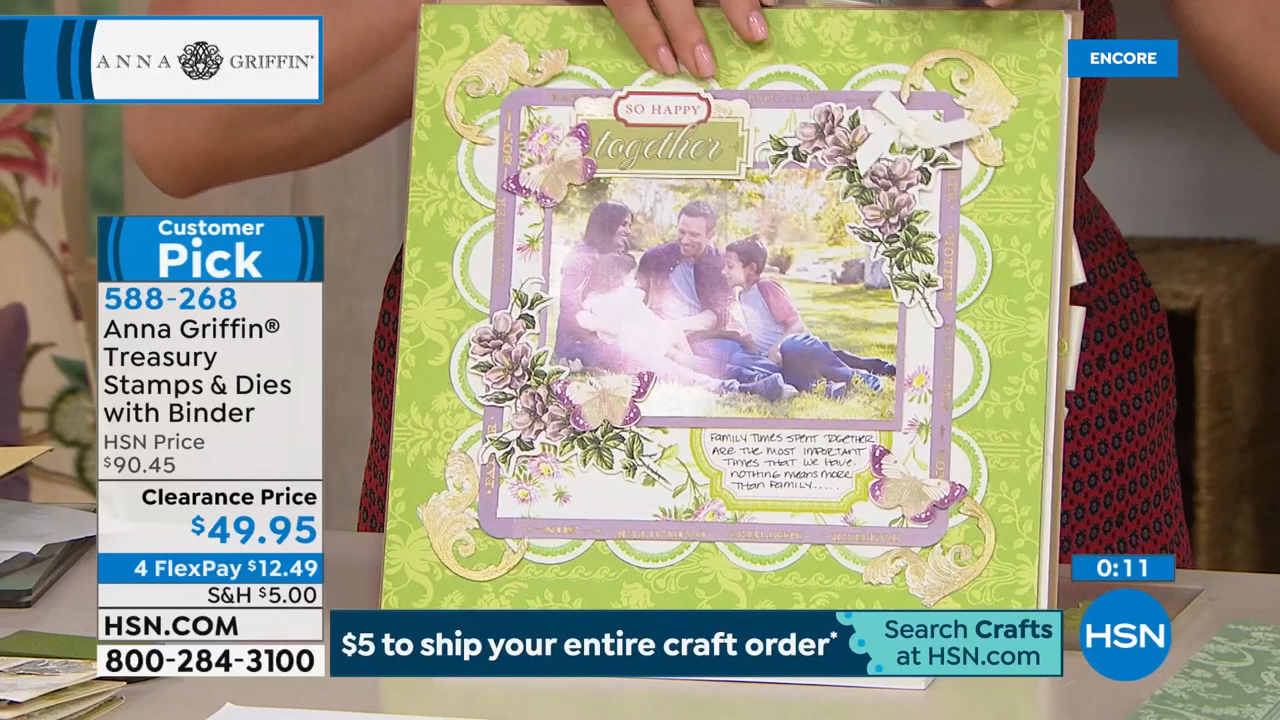 ANNA GRIFFIN®
ENCORE
SO HAPPY
together
Customer
Pick
588-268
Anna Griffin®
Treasury
Stamps & Dies
with Binder
HSN Price
$90.45
Clearance Price
$49.95
4 FlexPay $12.49
S&H $5.00
HSN.COM
800-284-3100
FAMILY TIMES SPENT TOGETHER
ARE THE MOST IMPORTANT
TIMES THAT WE HAVE.
NOTHING MEANS MORE
THAN FAMILY.....
SON
MOTHER
0:11
$5 to ship your entire craft order*
Search Crafts
at HSN.com
HSN